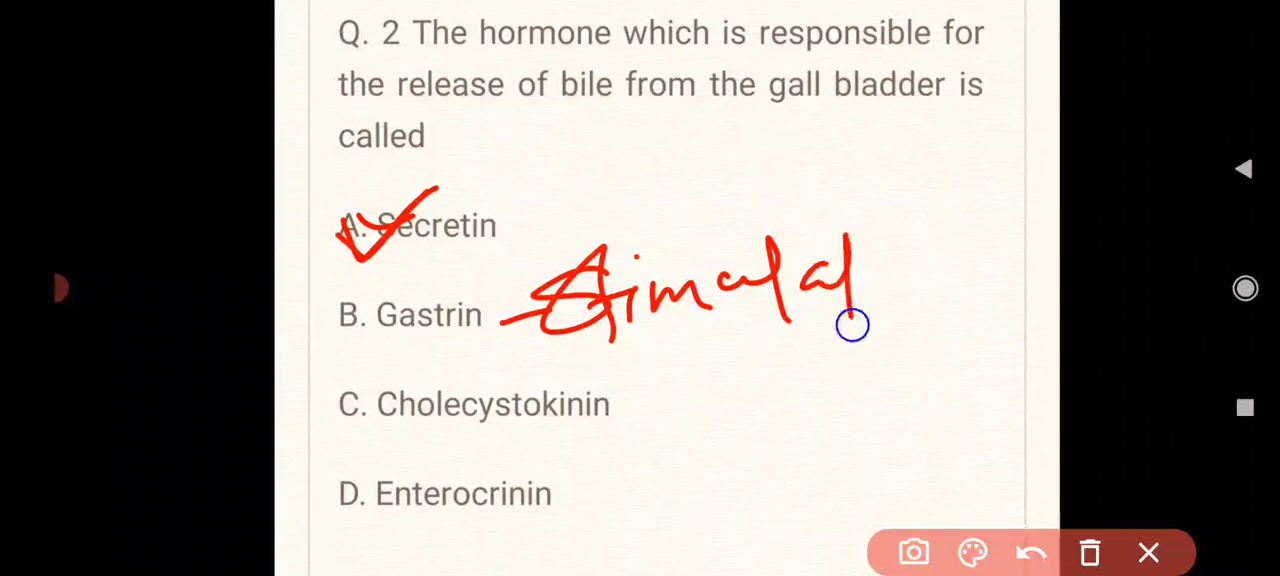 Q. 2 The hormone which is responsible for
the release of bile from the gall bladder is
called
A. Secretin
B. Gastrin
C. Cholecystokinin
D. Enterocrinin